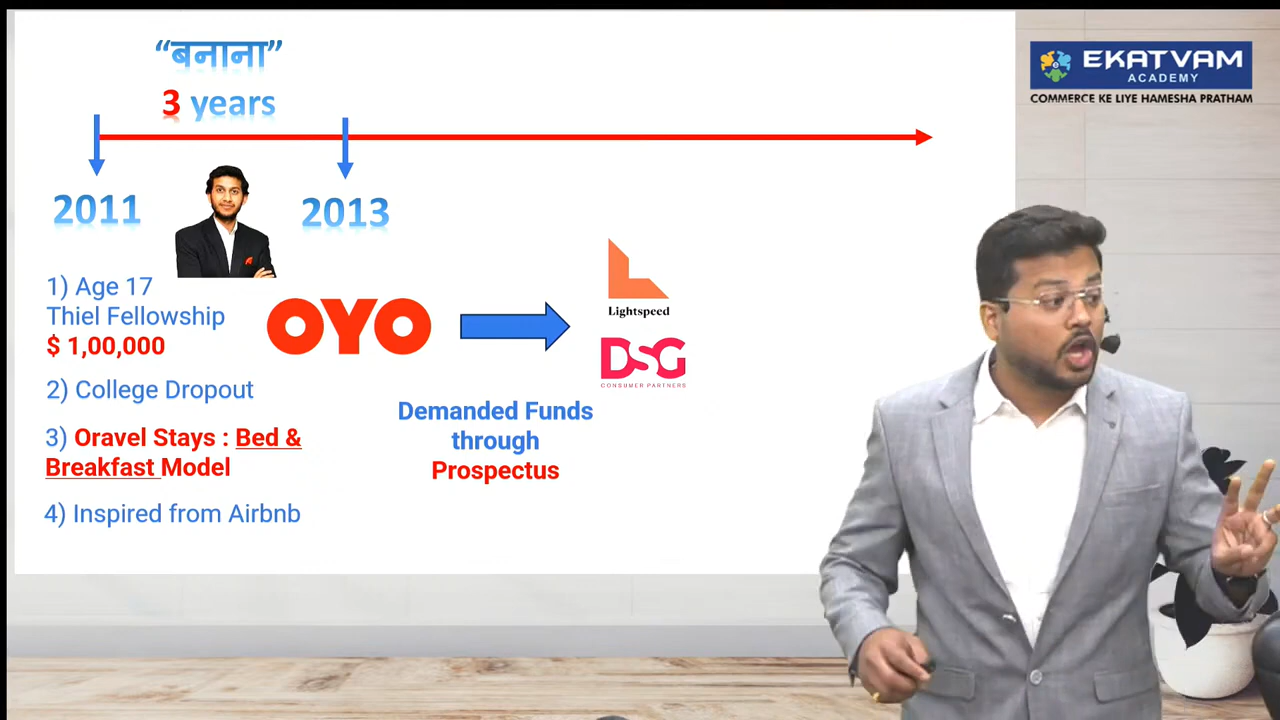 “बनाना”
3 years
EKATVAM
ACADEMY
COMMERCE KE LIYE HAMESHA PRATHAM
2011
2013
1) Age 17
Thiel Fellowship
$ 1,00,000
2) College Dropout
3) Oravel Stays : Bed &
Breakfast Model
4) Inspired from Airbnb
OYO
Lightspeed
DSG
CONSUMER PARTNERS
Demanded Funds
through
Prospectus